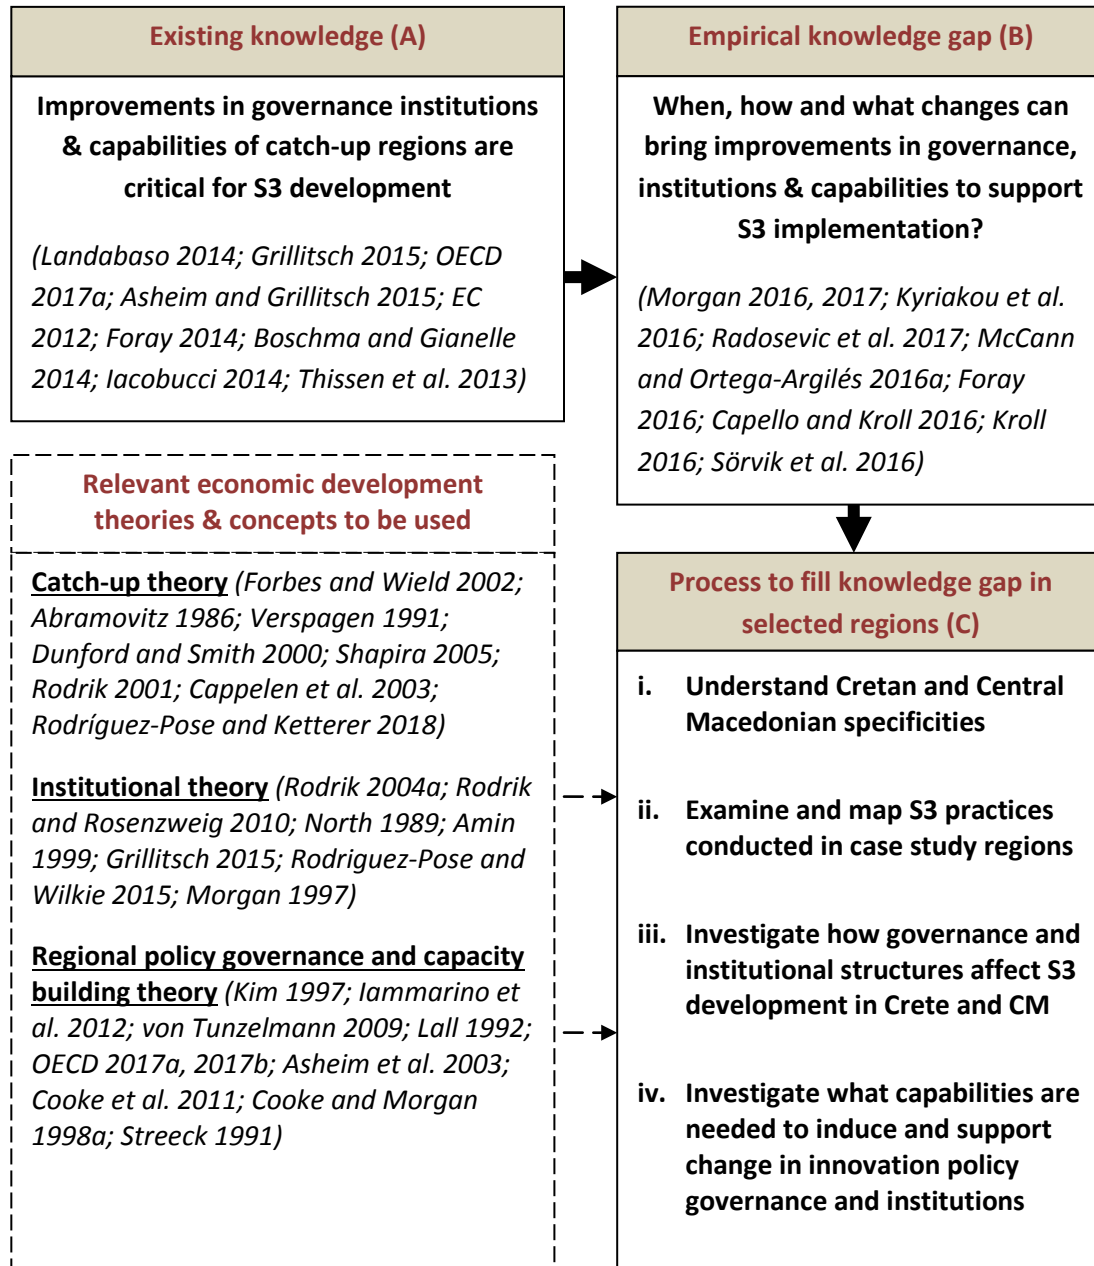 Existing knowledge (A)
Improvements in governance institutions
& capabilities of catch-up regions are
critical for S3 development
(Landabaso 2014; Grillitsch 2015; OECD
2017a; Asheim and Grillitsch 2015; EC
2012; Foray 2014; Boschma and Gianelle
2014; Iacobucci 2014; Thissen et al. 2013)
Empirical knowledge gap (B)
When, how and what changes can
bring improvements in governance,
institutions & capabilities to support
S3 implementation?
(Morgan 2016, 2017; Kyriakou et al.
2016; Radosevic et al. 2017; McCann
and Ortega-Argilés 2016a; Foray
2016; Capello and Kroll 2016; Kroll
2016; Sörvik et al. 2016)
Relevant economic development
theories & concepts to be used
Catch-up theory (Forbes and Wield 2002;
Abramovitz 1986; Verspagen 1991;
Dunford and Smith 2000; Shapira 2005;
Rodrik 2001; Cappelen et al. 2003;
Rodríguez-Pose and Ketterer 2018)
Institutional theory (Rodrik 2004a; Rodrik
and Rosenzweig 2010; North 1989; Amin
1999; Grillitsch 2015; Rodriguez-Pose and
Wilkie 2015; Morgan 1997)
Regional policy governance and capacity
building theory (Kim 1997; Iammarino et
al. 2012; von Tunzelmann 2009; Lall 1992;
OECD 2017a, 2017b; Asheim et al. 2003;
Cooke et al. 2011; Cooke and Morgan
1998a; Streeck 1991)
Process to fill knowledge gap in
selected regions (C)
i. Understand Cretan and Central
Macedonian specificities
ii. Examine and map S3 practices
conducted in case study regions
iii. Investigate how governance and
institutional structures affect S3
development in Crete and CM
iv. Investigate what capabilities are
needed to induce and support
change in innovation policy
governance and institutions